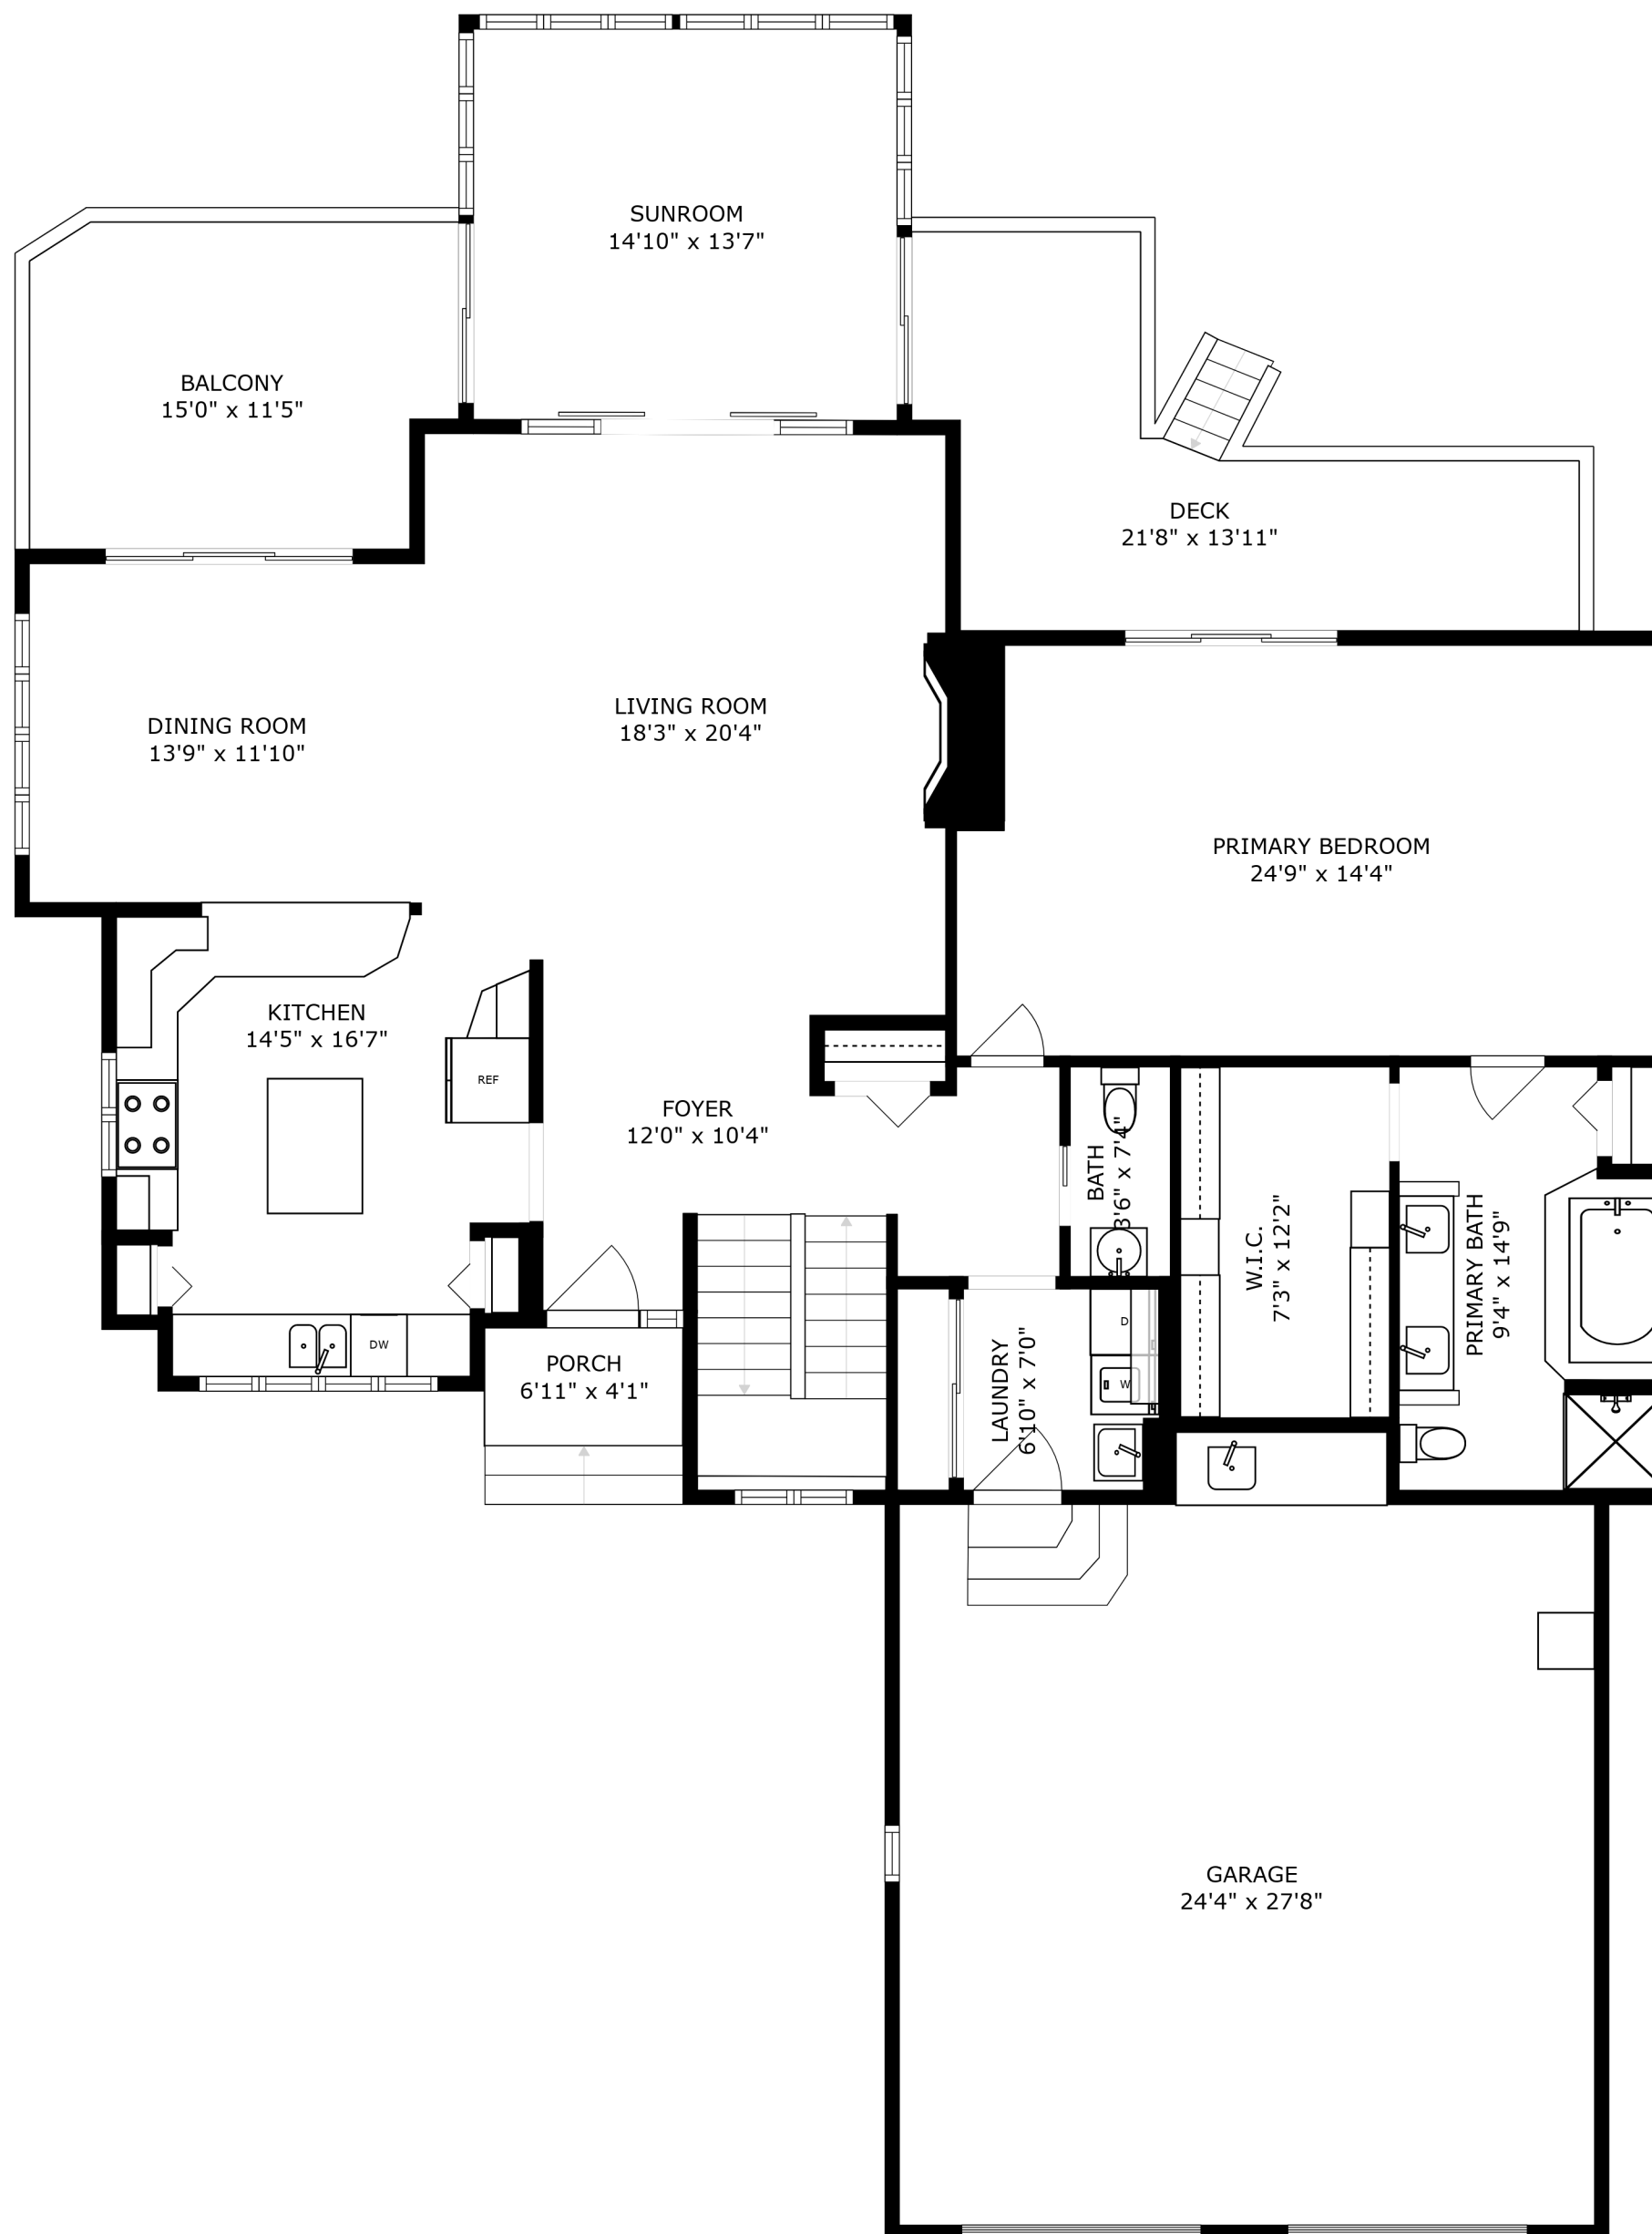 SUNROOM
14'10" x 13'7"
BALCONY
15'0" x 11'5"
DECK
21'8" x 13'11"
LIVING ROOM
18'3" x 20'4"
DINING ROOM
13'9" x 11'10"
PRIMARY BEDROOM
24'9" x 14'4"
KITCHEN
14'5" x 16'7"
REF
FOYER
12'0" x 10'4"
BATH
3'6" x 7'4"
W.I.C.
7'3" x 12'2"
PRIMARY BATH
9'4" x 14'9"
DW
PORCH
6'11" x 4'1"
LAUNDRY
6'10" x 7'0"
D
W
GARAGE
24'4" x 27'8"